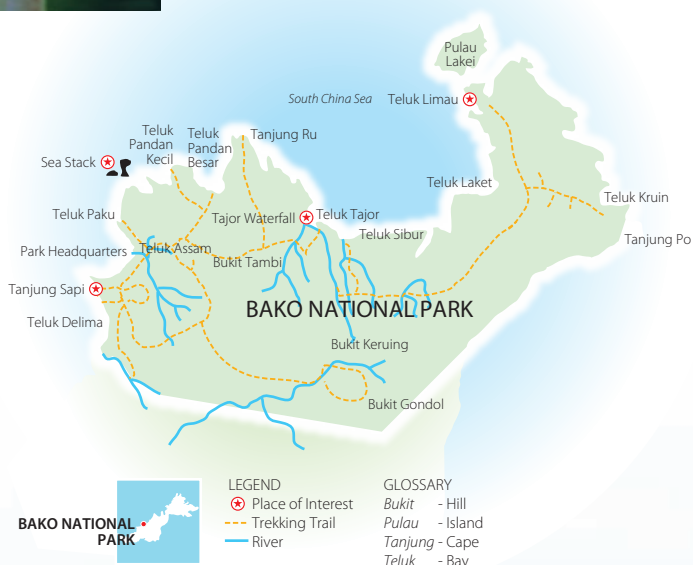 Pulau
Lakei
South China Sea
Teluk Limau
Teluk
Pandan
Kecil
Teluk
Pandan
Besar
Tanjung Ru
Sea Stack
Teluk Laket
Teluk Kruin
Teluk Paku
Tajor Waterfall
Teluk Tajor
Teluk Sibur
Tanjung Po
Park Headquarters
Teluk Assam
Bukit Tambi
Tanjung Sapi
BAKO NATIONAL PARK
Teluk Delima
Bukit Keruing
Bukit Gondol
BAKO NATIONAL
PARK
LEGEND
Place of Interest
Trekking Trail
River
GLOSSARY
Bukit - Hill
Pulau - Island
Tanjung - Cape
Teluk - Bay